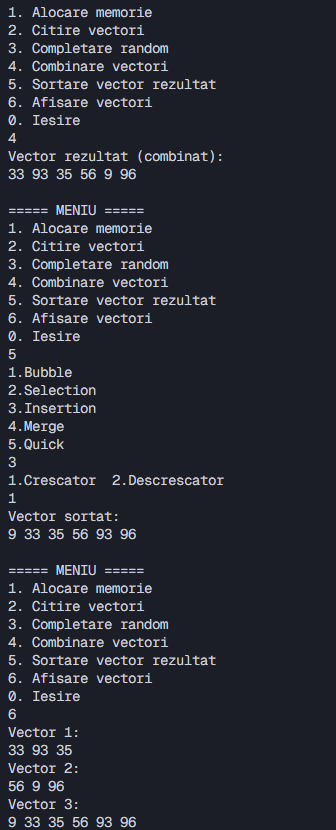 1. Alocare memorie
2. Citire vectori
3. Completare random
4. Combinare vectori
5. Sortare vector rezultat
6. Afisare vectori
0. Iesire
4
Vector rezultat (combinat):
33 93 35 56 9 96
===== MENIU =====
1. Alocare memorie
2. Citire vectori
3. Completare random
4. Combinare vectori
5. Sortare vector rezultat
6. Afisare vectori
0. Iesire
5
1.Bubble
2.Selection
3.Insertion
4.Merge
5.Quick
3
1.Crescator  2.Descrescator
1
Vector sortat:
9 33 35 56 93 96
===== MENIU =====
1. Alocare memorie
2. Citire vectori
3. Completare random
4. Combinare vectori
5. Sortare vector rezultat
6. Afisare vectori
0. Iesire
6
Vector 1:
33 93 35
Vector 2:
56 9 96
Vector 3:
9 33 35 56 93 96